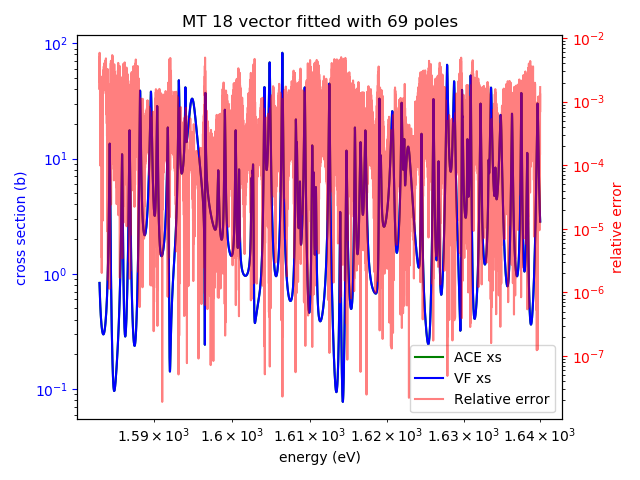 MT 18 vector fitted with 69 poles
cross section (b)
10² 10¹ 10⁰ 10⁻¹
10⁻² 10⁻³ 10⁻⁴ 10⁻⁵ 10⁻⁶ 10⁻⁷
relative error
ACE xs
VF xs
Relative error
1.59 × 10³ 1.6 × 10³ 1.61 × 10³ 1.62 × 10³ 1.63 × 10³ 1.64 × 10³
energy (eV)